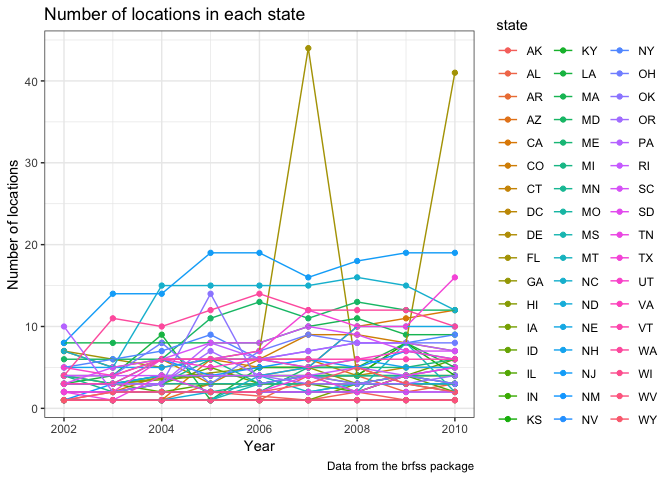 Number of locations in each state
Number of locations
40
30
20
10
0
2002 2004 2006 2008 2010
Year
Data from the brfss package
state
AK KY NY
AL LA OH
AR MA OK
AZ MD OR
CA ME PA
CO MI RI
CT MN SC
DC MO SD
DE MS TN
FL MT TX
GA NC UT
HI ND VA
IA NE VT
ID NH WA
IL NJ WI
IN NM WV
KS NV WY